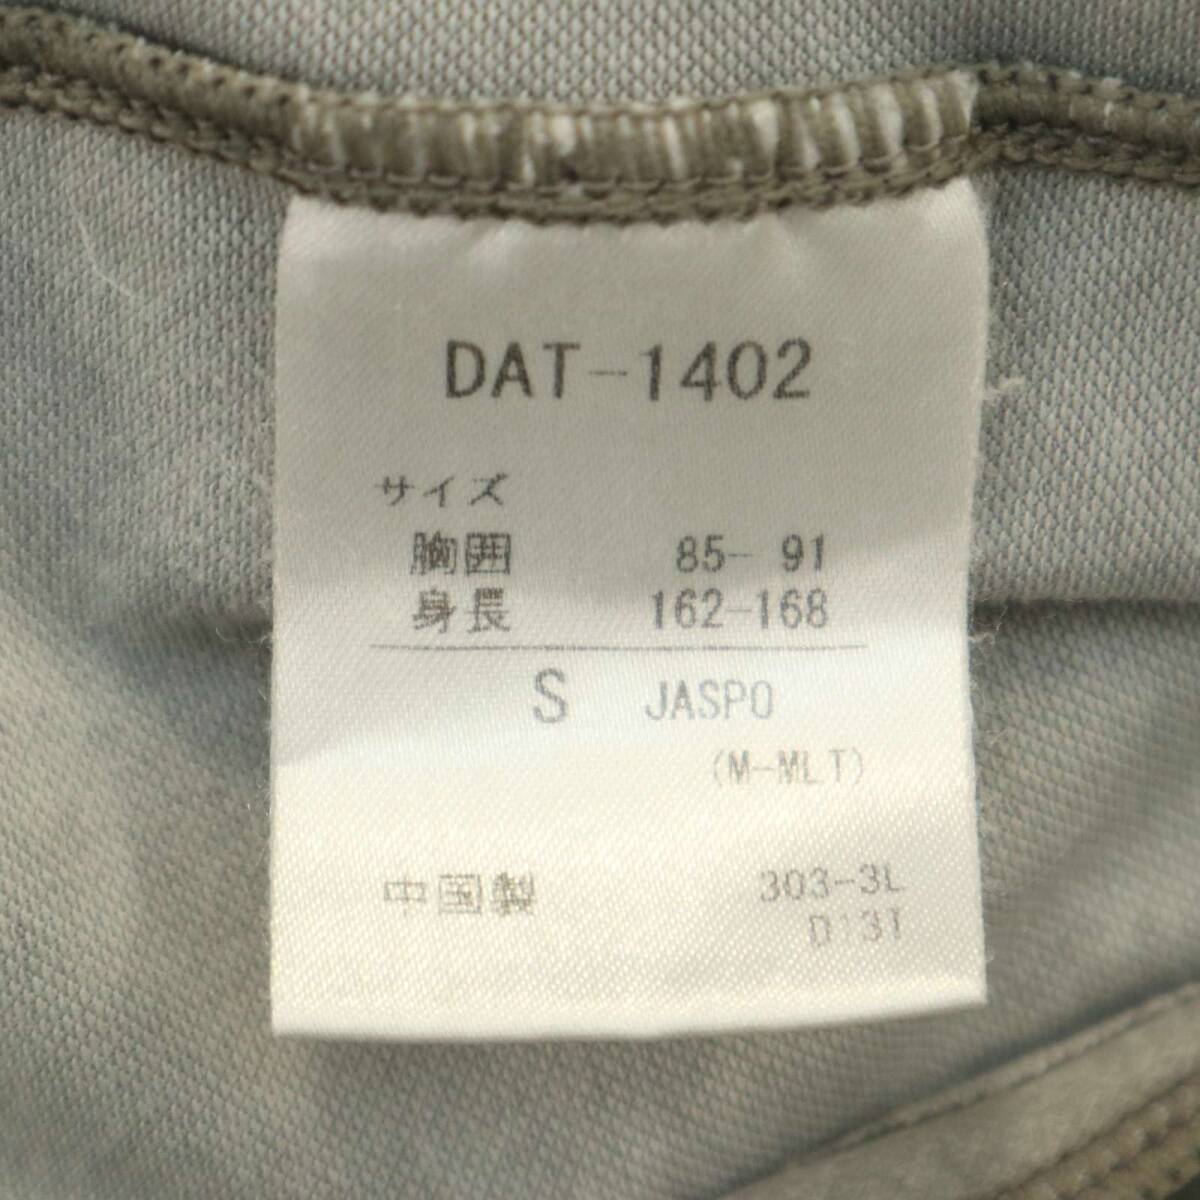 DAT-1402
サイズ
胸囲 85- 91
身長 162-168
S JASPO
(M-MLT)
中国製 303-3L
D13T